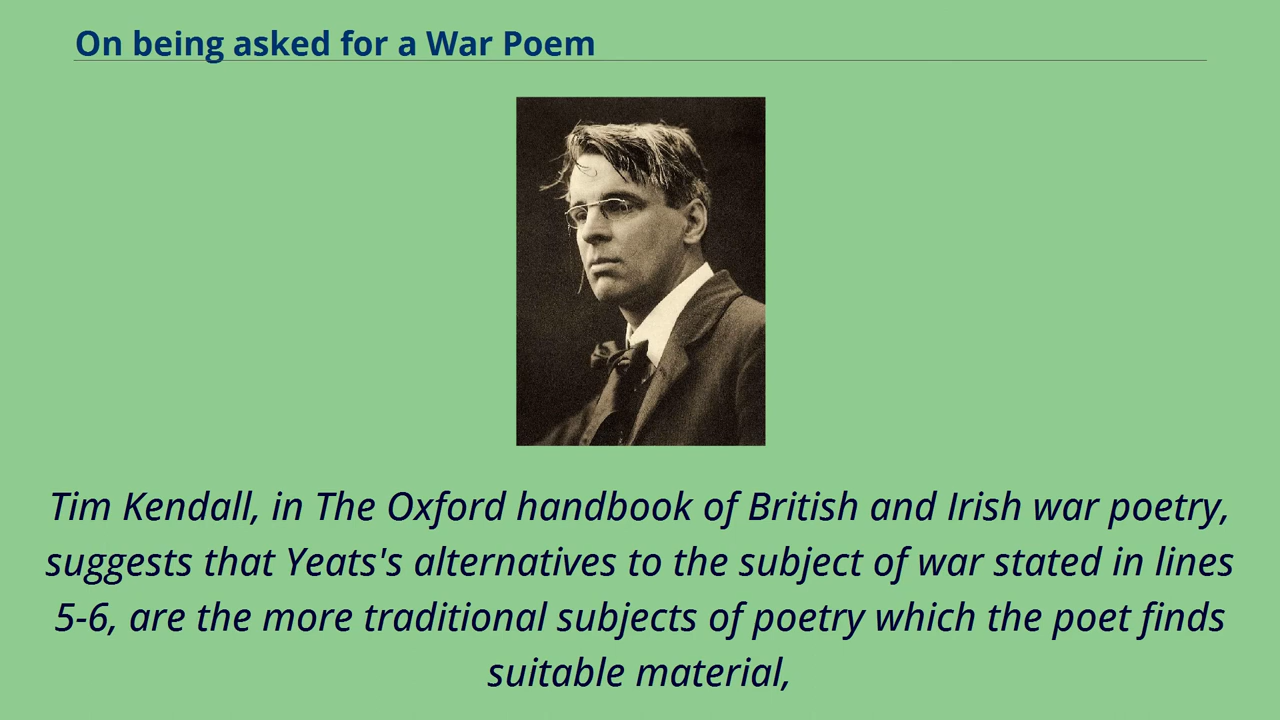 On being asked for a War Poem
Tim Kendall, in The Oxford handbook of British and Irish war poetry,
suggests that Yeats's alternatives to the subject of war stated in lines
5-6, are the more traditional subjects of poetry which the poet finds
suitable material,